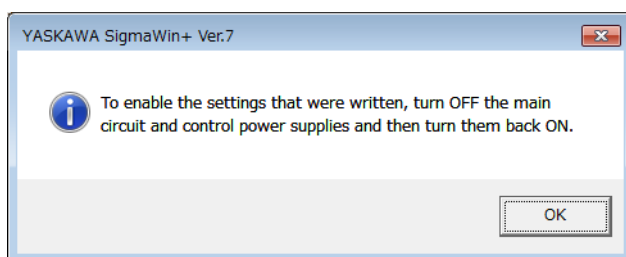 YASKAWA SigmaWin+ Ver.7
To enable the settings that were written, turn OFF the main
circuit and control power supplies and then turn them back ON.
OK